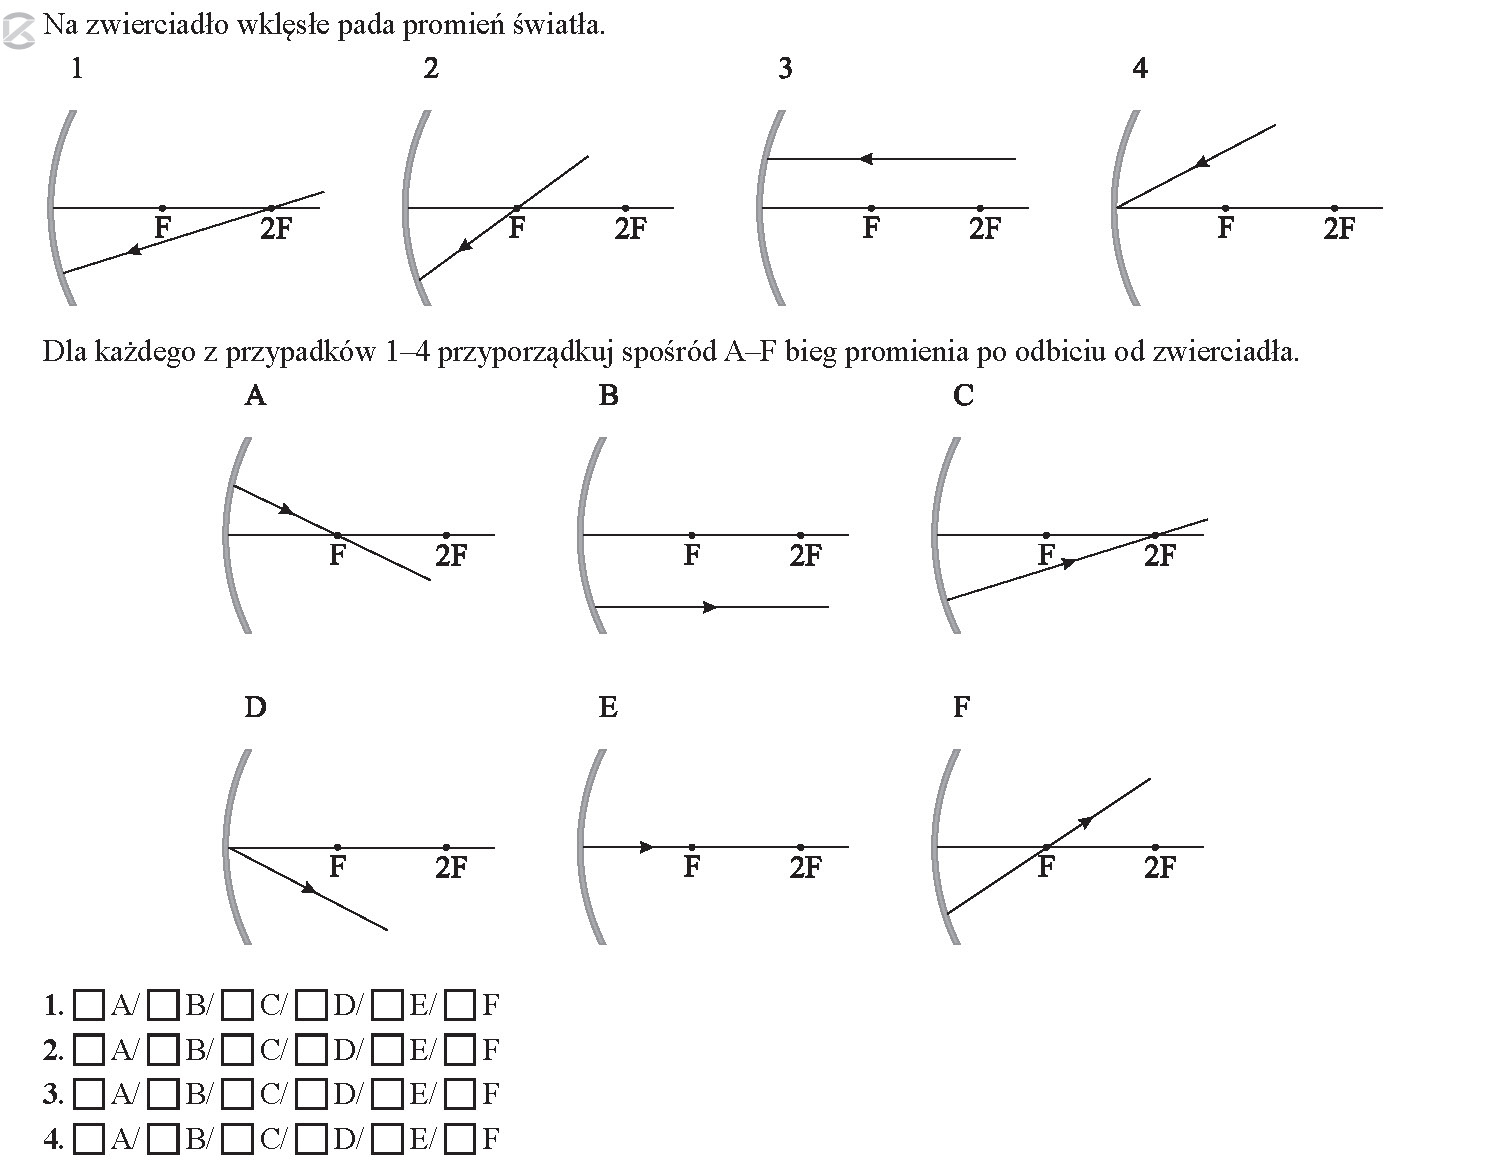 Na zwierciadło wklęsłe pada promień światła.
1 2 3 4
F 2F F 2F F 2F F 2F
Dla każdego z przypadków 1–4 przyporządkuj spośród A–F bieg promienia po odbiciu od zwierciadła.
A B C
F 2F F 2F F 2F
D E F
F 2F F 2F F 2F
1. A/ B/ C/ D/ E/ F
2. A/ B/ C/ D/ E/ F
3. A/ B/ C/ D/ E/ F
4. A/ B/ C/ D/ E/ F